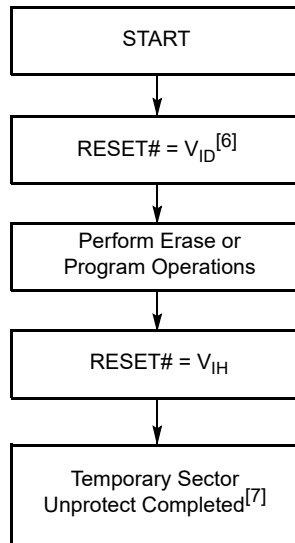 START
RESET# = VID[6]
Perform Erase or
Program Operations
RESET# = VIH
Temporary Sector
Unprotect Completed[7]